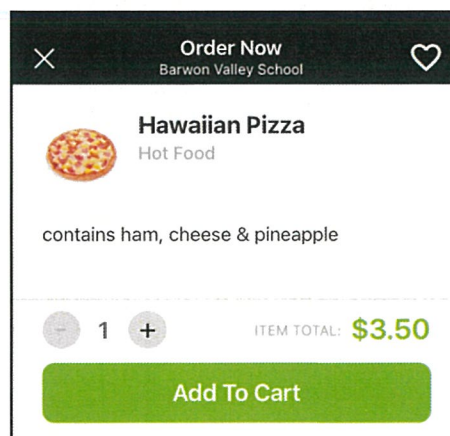 Order Now
Barwon Valley School
Hawaiian Pizza
Hot Food
contains ham, cheese & pineapple
- 1 + ITEM TOTAL: $3.50
Add To Cart